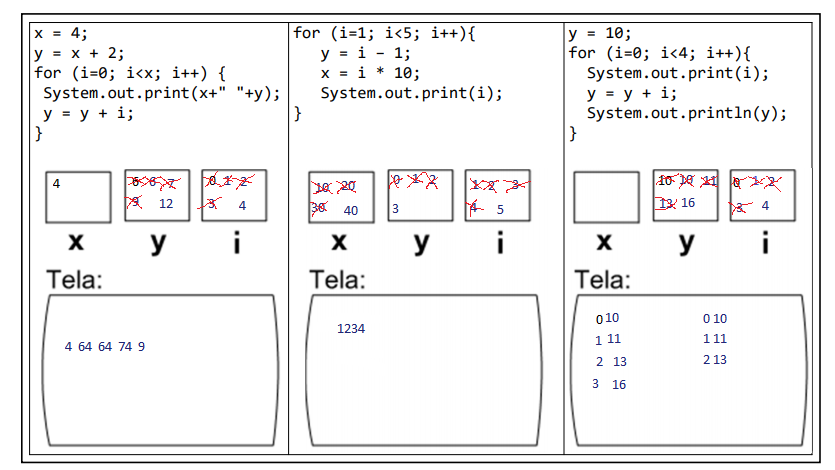 x = 4;
y = x + 2;
for (i=0; i<x; i++) {
System.out.print(x+" "+y);
y = y + i;
}
4
6 6 7
9 12
0 1 2
3 4
x y i
Tela:
4 64 64 74 9
for (i=1; i<5; i++){
y = i – 1;
x = i * 10;
System.out.print(i);
}
10 20
30 40
0 1 2
3
1 2 3
4 5
x y i
Tela:
1234
y = 10;
for (i=0; i<4; i++){
System.out.print(i);
y = y + i;
System.out.println(y);
}
10 10 11
13 16
0 1 2
3 4
x y i
Tela:
0 10 0 10
1 11 1 11
2 13 2 13
3 16